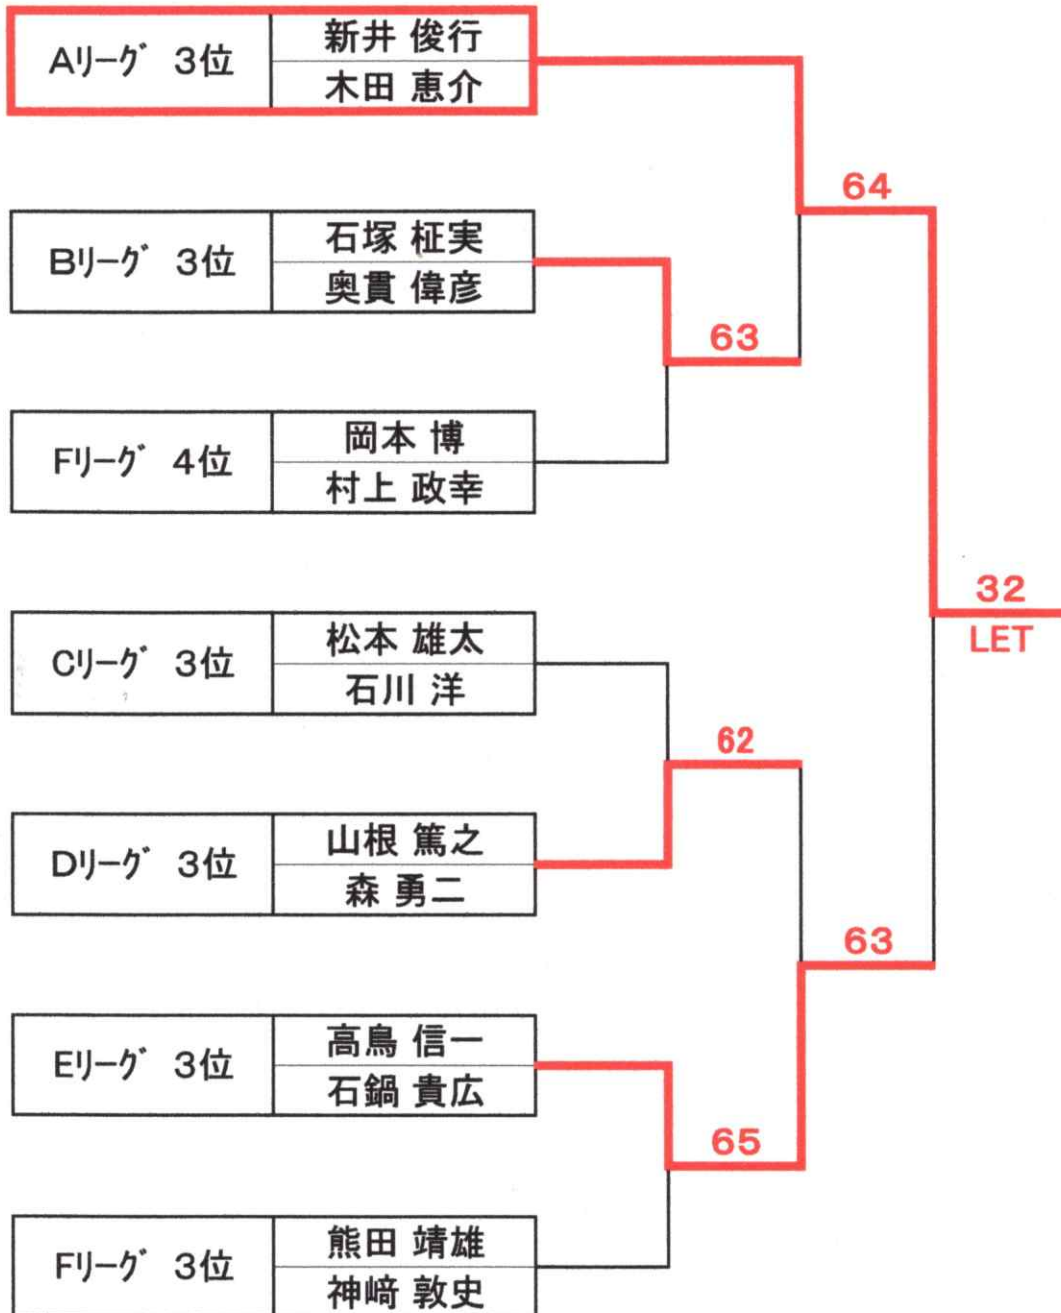 Aﾘｰｸﾞ 3位
新井 俊行
木田 恵介
64
Bﾘｰｸﾞ 3位
石塚 柾実
奥貫 偉彦
63
Fﾘｰｸﾞ 4位
岡本 博
村上 政幸
32
LET
Cﾘｰｸﾞ 3位
松本 雄太
石川 洋
62
Dﾘｰｸﾞ 3位
山根 篤之
森 勇二
63
Eﾘｰｸﾞ 3位
高鳥 信一
石鍋 貴広
65
Fﾘｰｸﾞ 3位
熊田 靖雄
神﨑 敦史